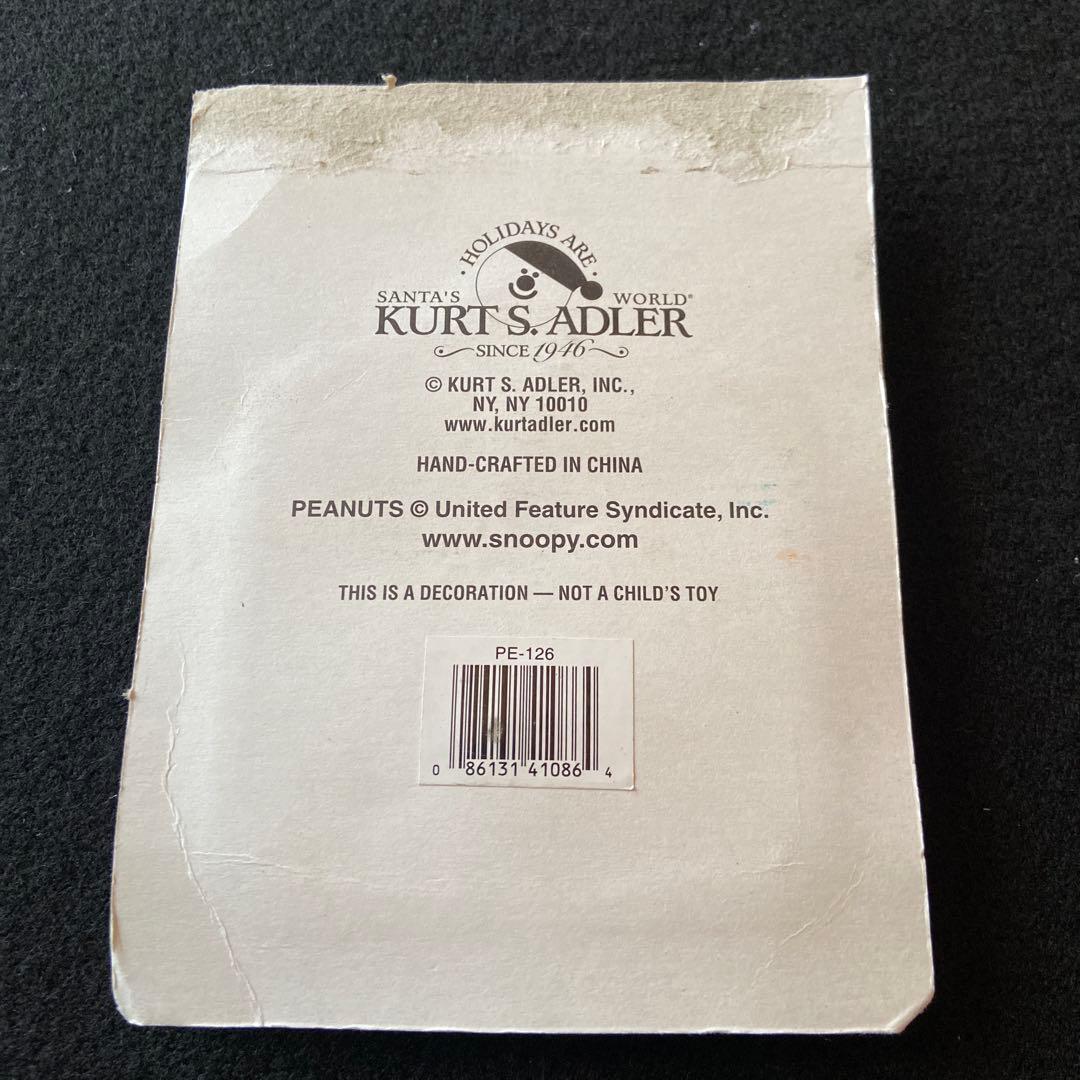 • HOLIDAYS ARE •
SANTA'S WORLD®
KURT S. ADLER
SINCE 1946
© KURT S. ADLER, INC.,
NY, NY 10010
www.kurtadler.com
HAND-CRAFTED IN CHINA
PEANUTS © United Feature Syndicate, Inc.
www.snoopy.com
THIS IS A DECORATION — NOT A CHILD'S TOY
PE-126
0 86131 41086 4